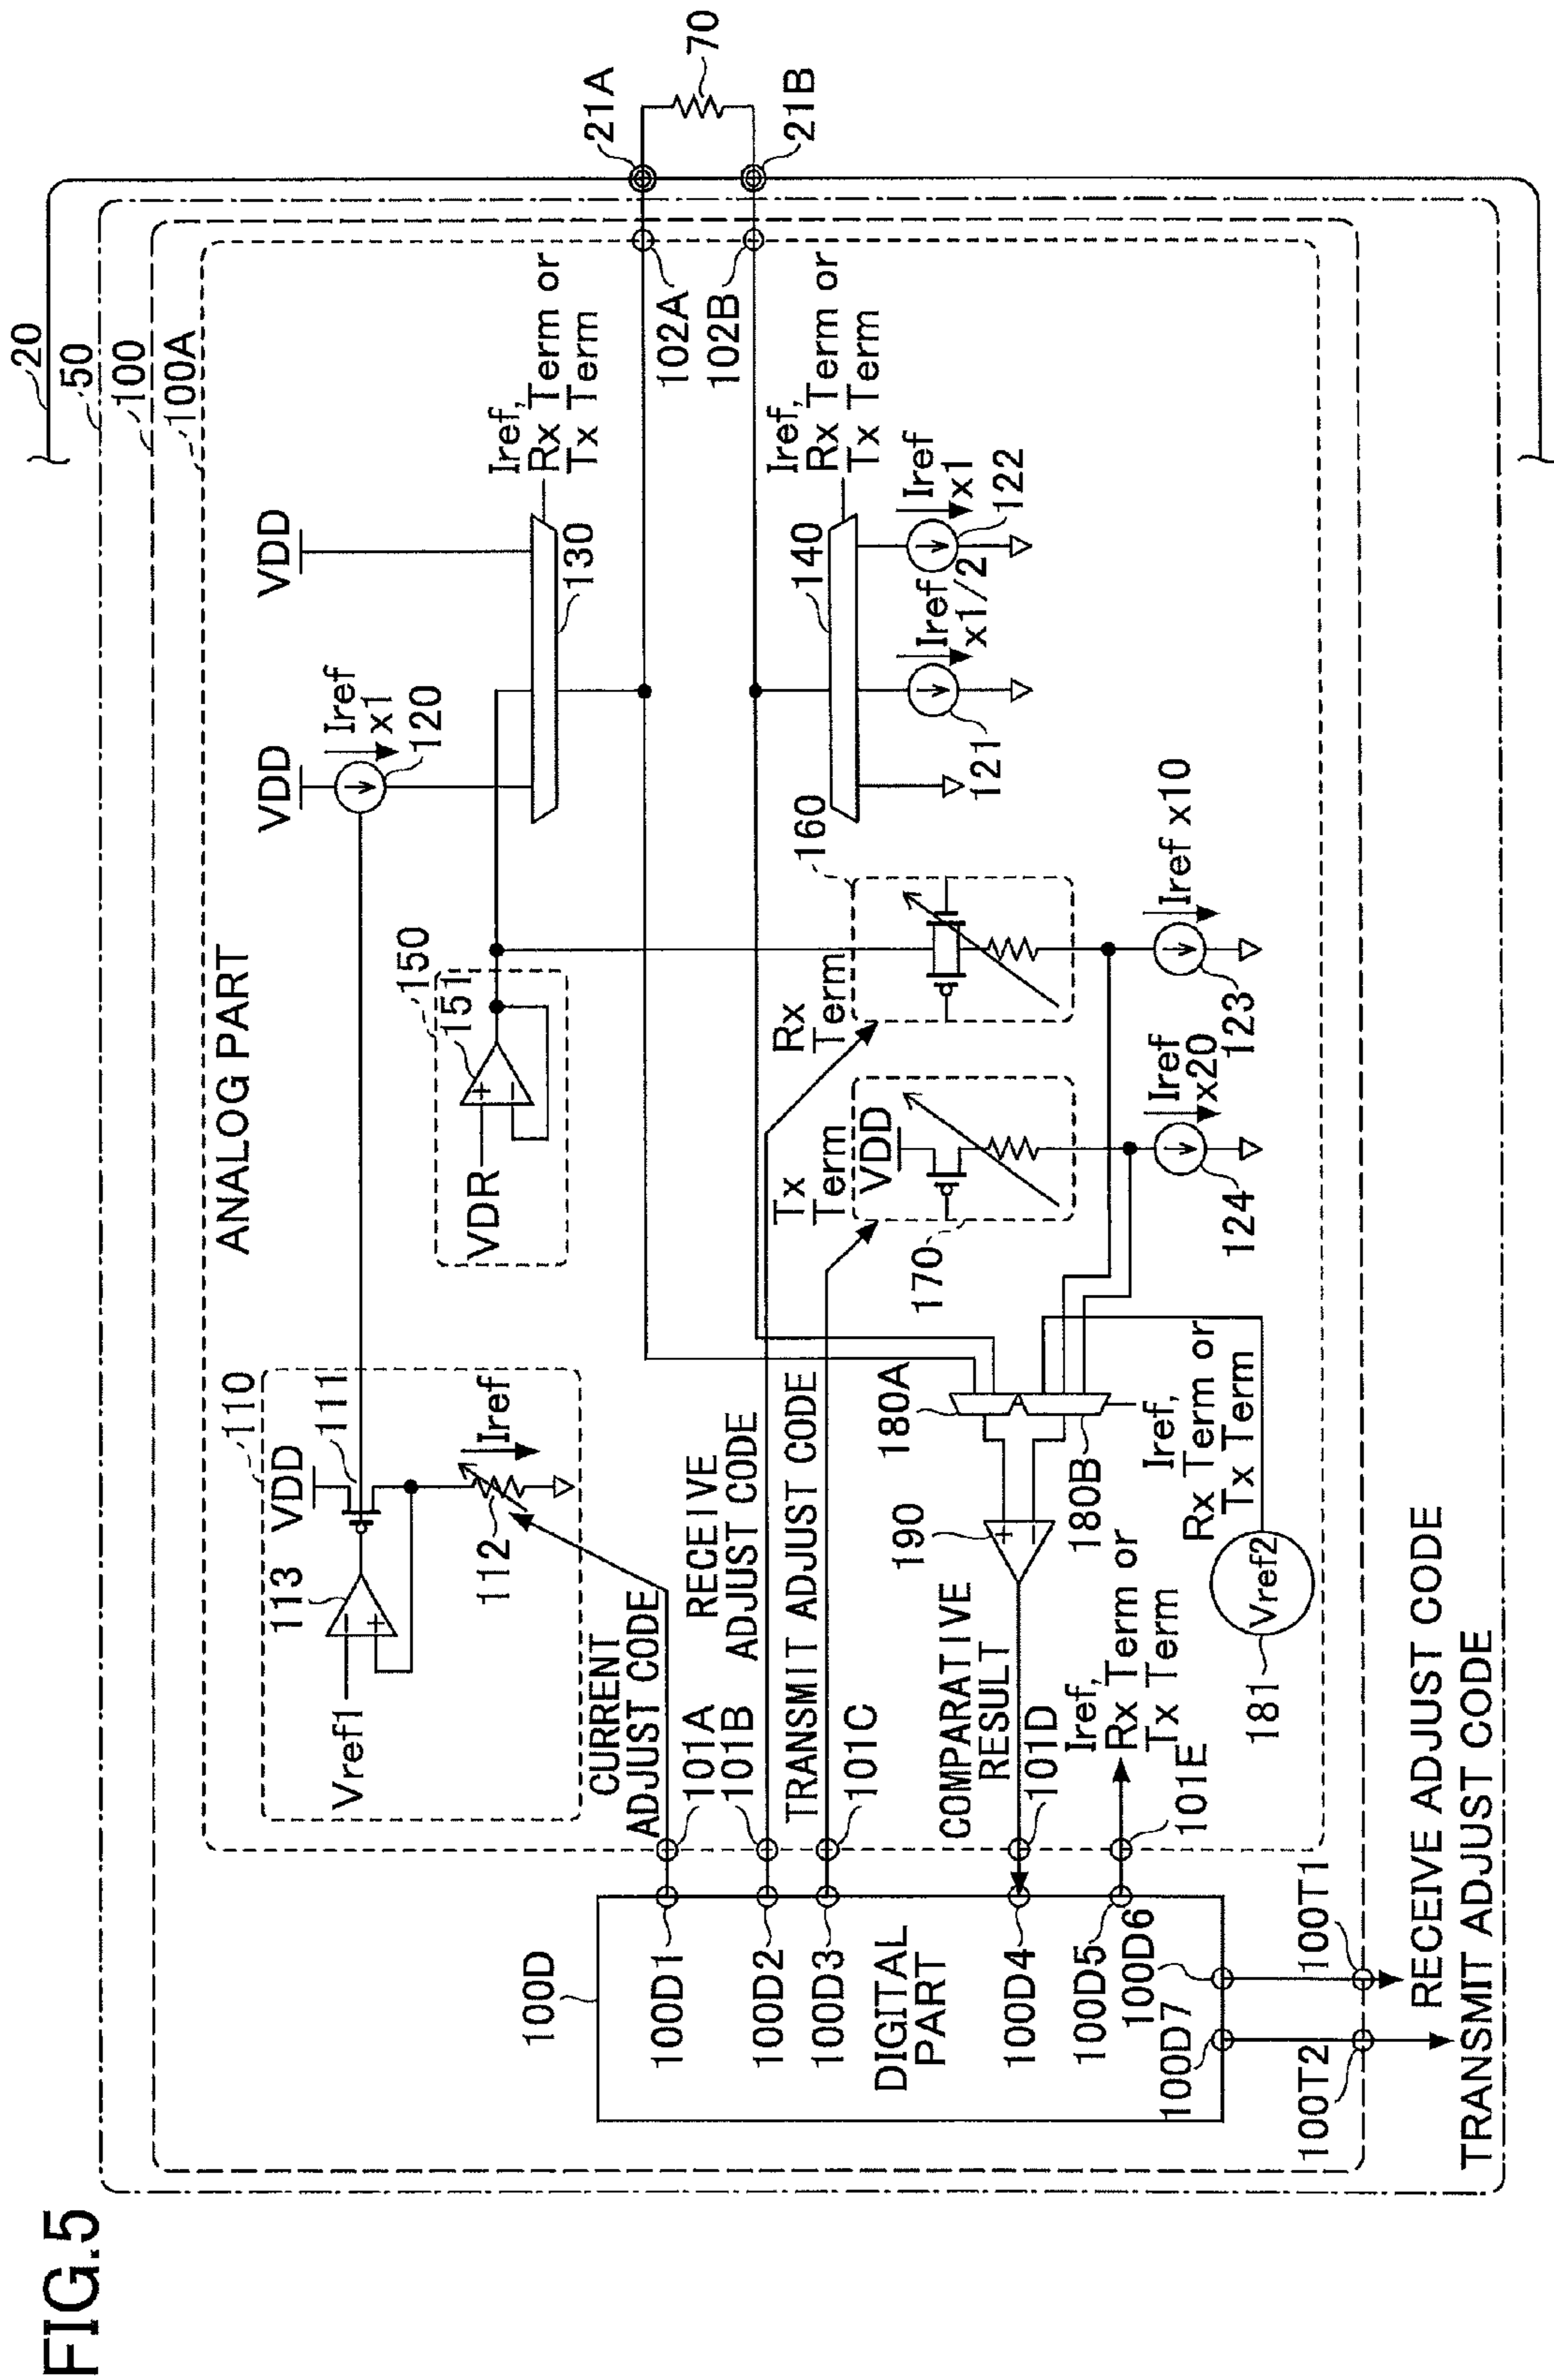 FIG.5
20
50
100
100A
ANALOG PART
110
VDD
111
113
Vref1
Iref
112
CURRENT
ADJUST CODE
VDD
Iref
x1
120
VDD
150
151
VDR
130
Iref,
Rx Term or
Tx Term
21A
70
21B
102A
102B
RECEIVE
ADJUST CODE
TRANSMIT ADJUST CODE
Tx
Term
VDD
170
Rx
Term
160
140
Iref,
Rx Term or
Tx Term
121
Iref
x1/2
Iref
x1
122
180A
180B
190
Iref,
Rx Term or
Tx Term
124
Iref
x20
123
Iref x10
COMPARATIVE
RESULT
Iref,
Rx Term or
Tx Term
Vref2
181
101A
101B
101C
101D
101E
100D
100D1
100D2
100D3
DIGITAL
PART
100D4
100D5
100D6
100D7
100T1
100T2
RECEIVE ADJUST CODE
TRANSMIT ADJUST CODE